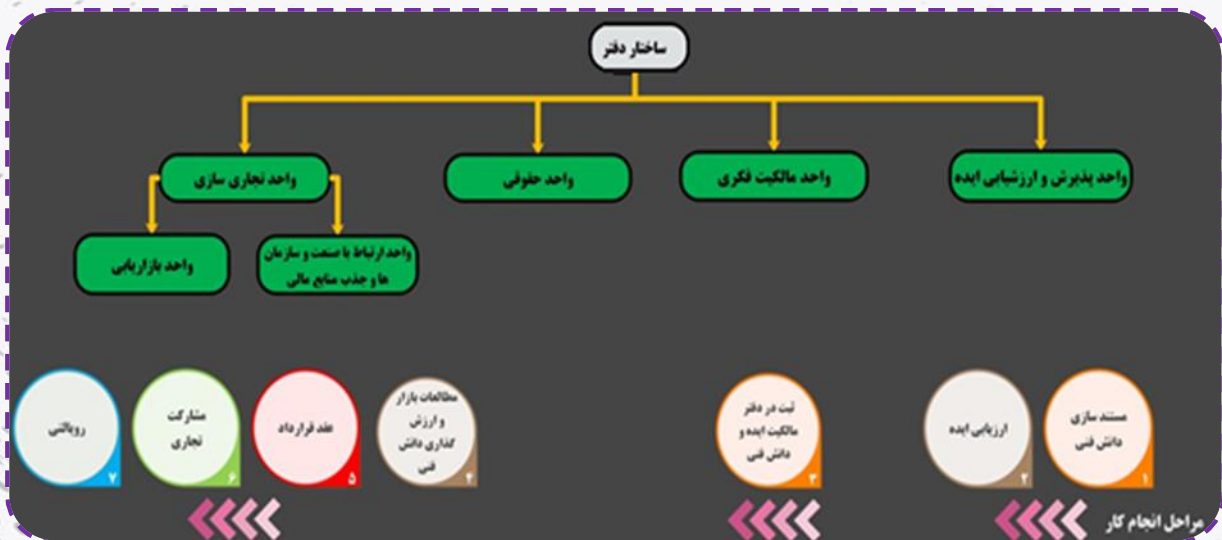 ساختار دفتر
واحد پذیرش و ارزشیابی ایده
واحد مالکیت فکری
واحد حقوقی
واحد تجاری سازی
واحد ارتباط با صنعت و سازمان
ها و جذب منابع مالی
واحد بازاریابی
مستند سازی
دانش فنی
۱
ارزیابی ایده
۲
ثبت در دفتر
مالکیت ایده و
دانش فنی
۳
مطالعات بازار
و ارزش
گذاری دانش
فنی
۴
عقد قرارداد
۵
مشارکت
تجاری
۶
رویالتی
۷
مراحل انجام کار